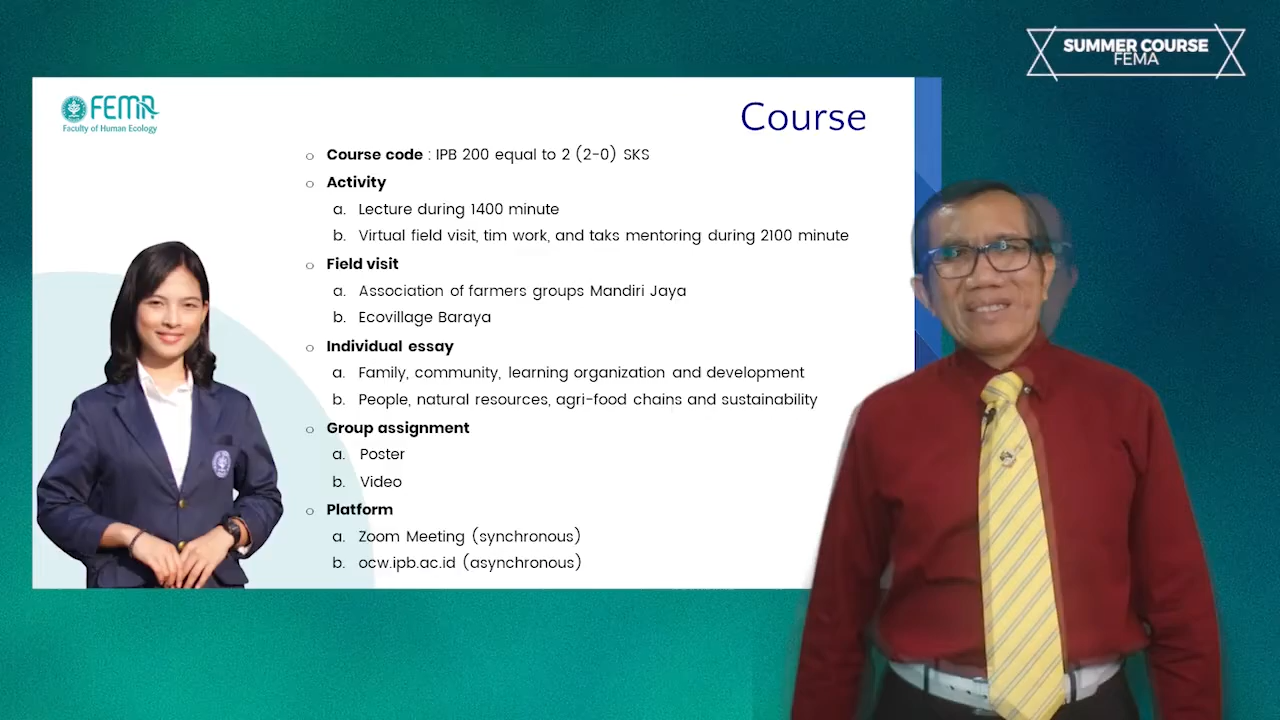 SUMMER COURSE
FEMA
FEMA
Faculty of Human Ecology
Course
o Course code : IPB 200 equal to 2 (2-0) SKS
o Activity
a. Lecture during 1400 minute
b. Virtual field visit, tim work, and taks mentoring during 2100 minute
o Field visit
a. Association of farmers groups Mandiri Jaya
b. Ecovillage Baraya
o Individual essay
a. Family, community, learning organization and development
b. People, natural resources, agri-food chains and sustainability
o Group assignment
a. Poster
b. Video
o Platform
a. Zoom Meeting (synchronous)
b. ocw.ipb.ac.id (asynchronous)